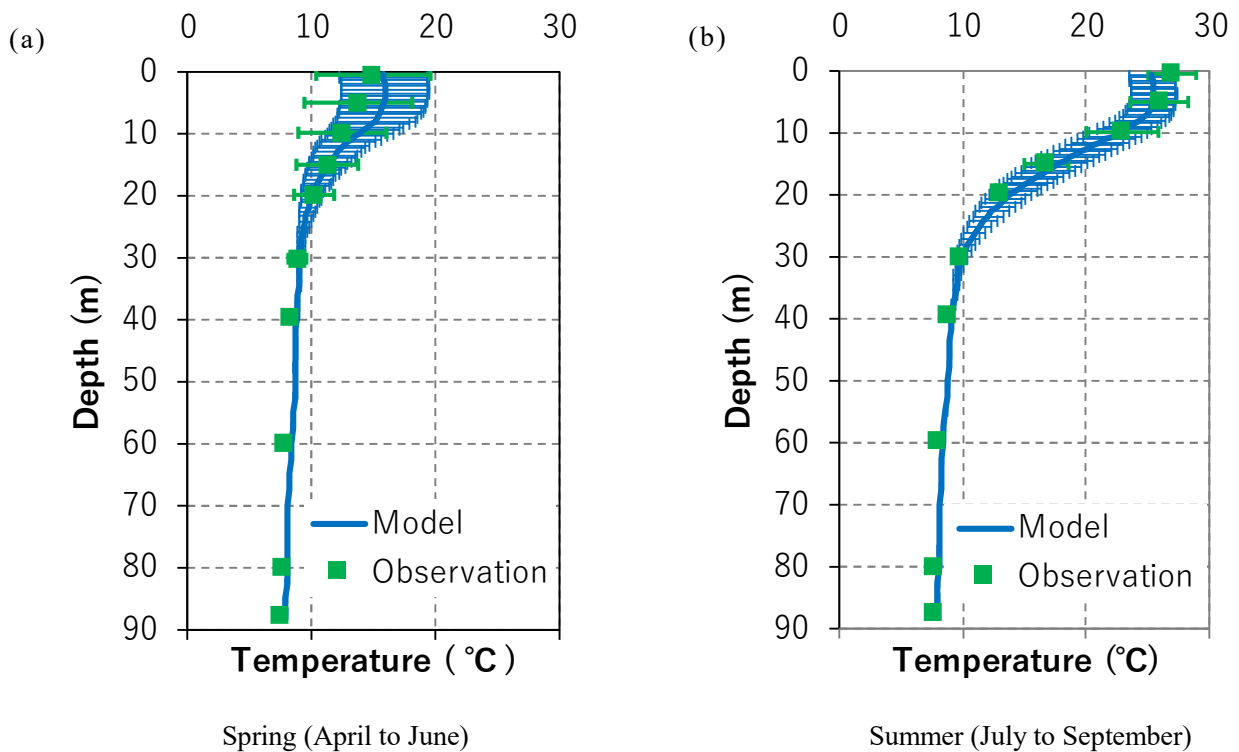 (a)
0 10 20 30
0
10
20
30
40
50
60
70
80
90
Depth (m)
Model
Observation
Temperature (℃)
Spring (April to June)
(b)
0 10 20 30
0
10
20
30
40
50
60
70
80
90
Depth (m)
Model
Observation
Temperature (℃)
Summer (July to September)